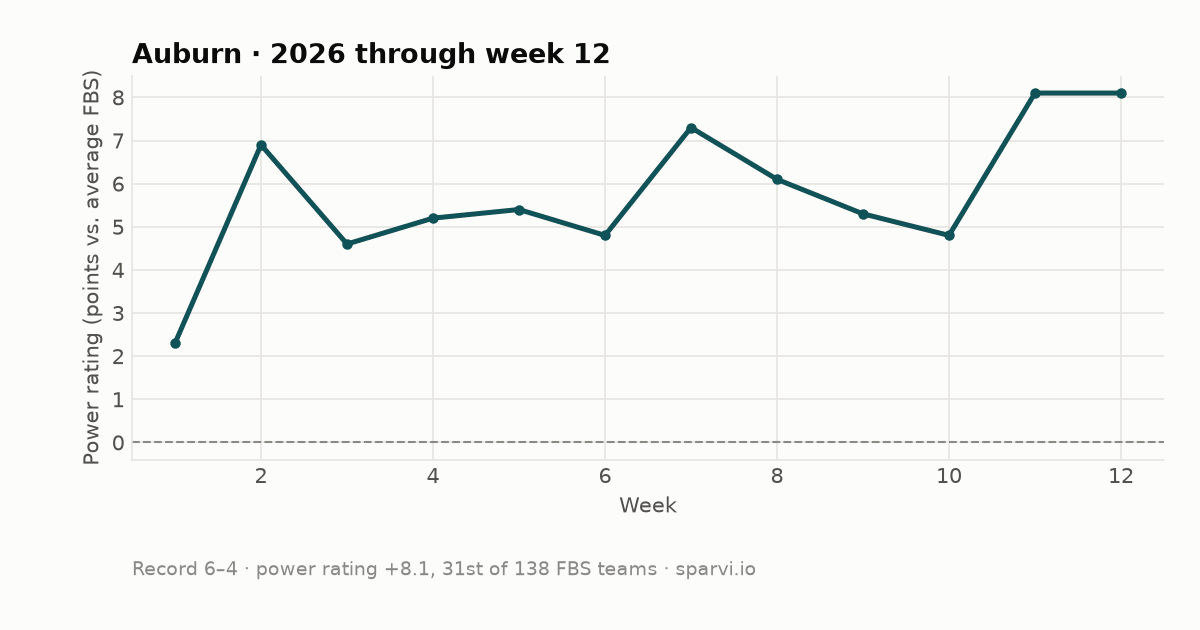 Auburn · 2026 through week 12
Power rating (points vs. average FBS)
8
7
6
5
4
3
2
1
0
2 4 6 8 10 12
Week
Record 6–4 · power rating +8.1, 31st of 138 FBS teams · sparvi.io